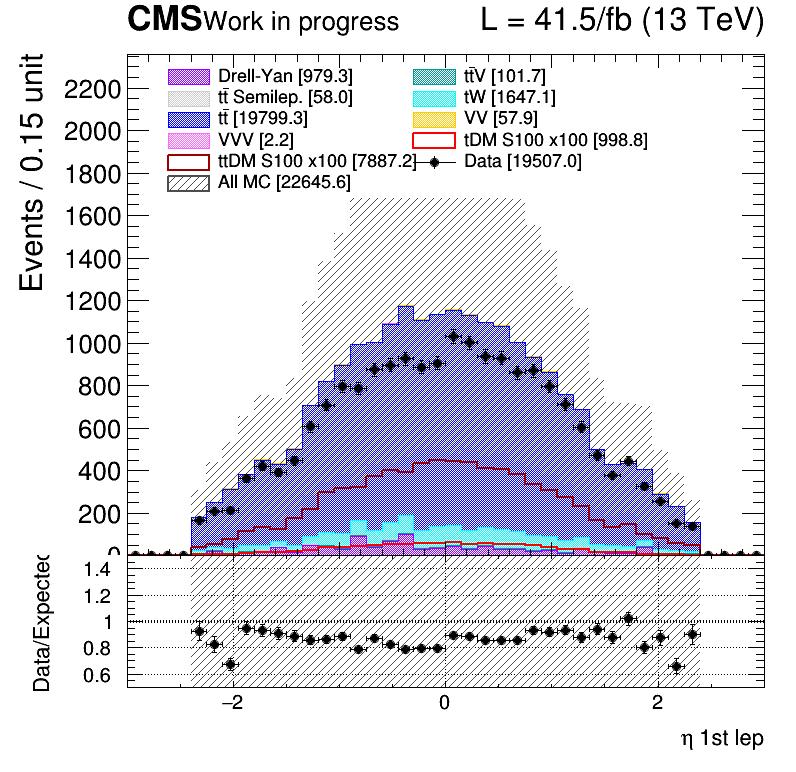 CMS Work in progress L = 41.5/fb (13 TeV)
Events / 0.15 unit
Drell-Yan [979.3] tt̄V [101.7]
tt̄ Semilep. [58.0] tW [1647.1]
tt̄ [19799.3] VV [57.9]
VVV [2.2] tDM S100 x100 [998.8]
ttDM S100 x100 [7887.2] Data [19507.0]
All MC [22645.6]
2200
2000
1800
1600
1400
1200
1000
800
600
400
200
0
Data/Expected
1.4
1.2
1
0.8
0.6
−2 0 2
η 1st lep